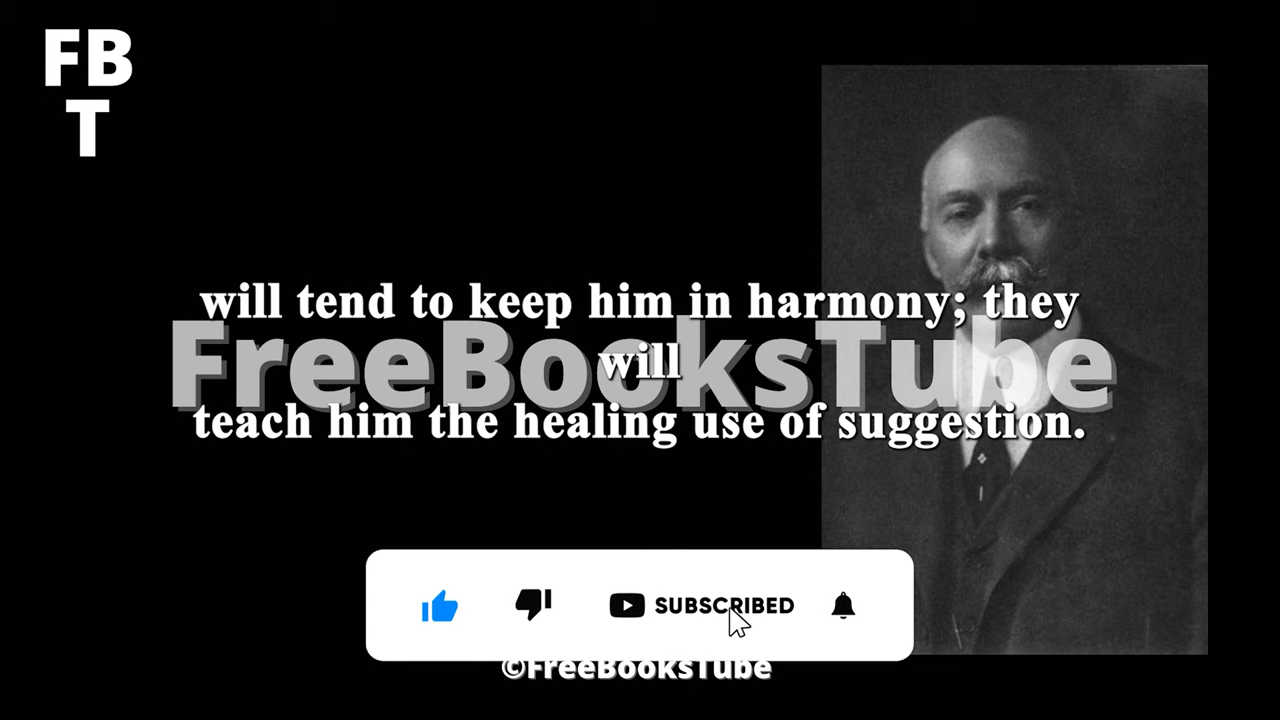 FB
T
will tend to keep him in harmony; they
FreeBooksTube
will
teach him the healing use of suggestion.
SUBSCRIBED
©FreeBooksTube